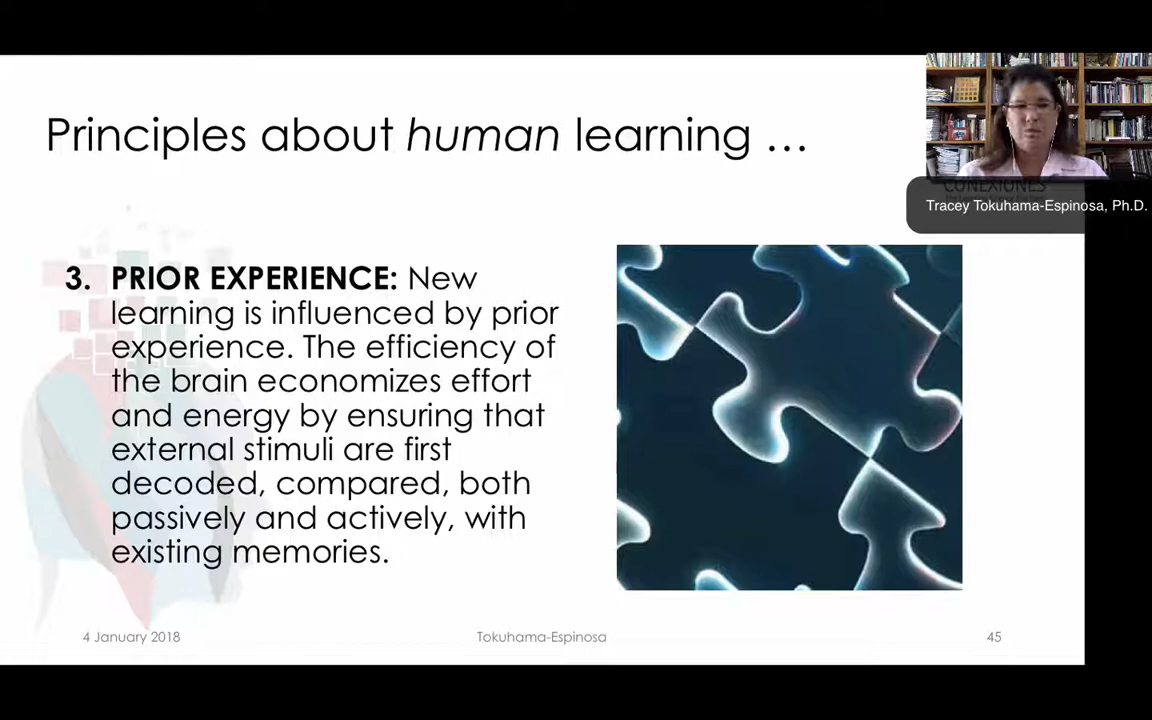 Principles about human learning ...
CONEXIONES
Tracey Tokuhama-Espinosa, Ph.D.
3. PRIOR EXPERIENCE: New
learning is influenced by prior
experience. The efficiency of
the brain economizes effort
and energy by ensuring that
external stimuli are first
decoded, compared, both
passively and actively, with
existing memories.
4 January 2018
Tokuhama-Espinosa
45